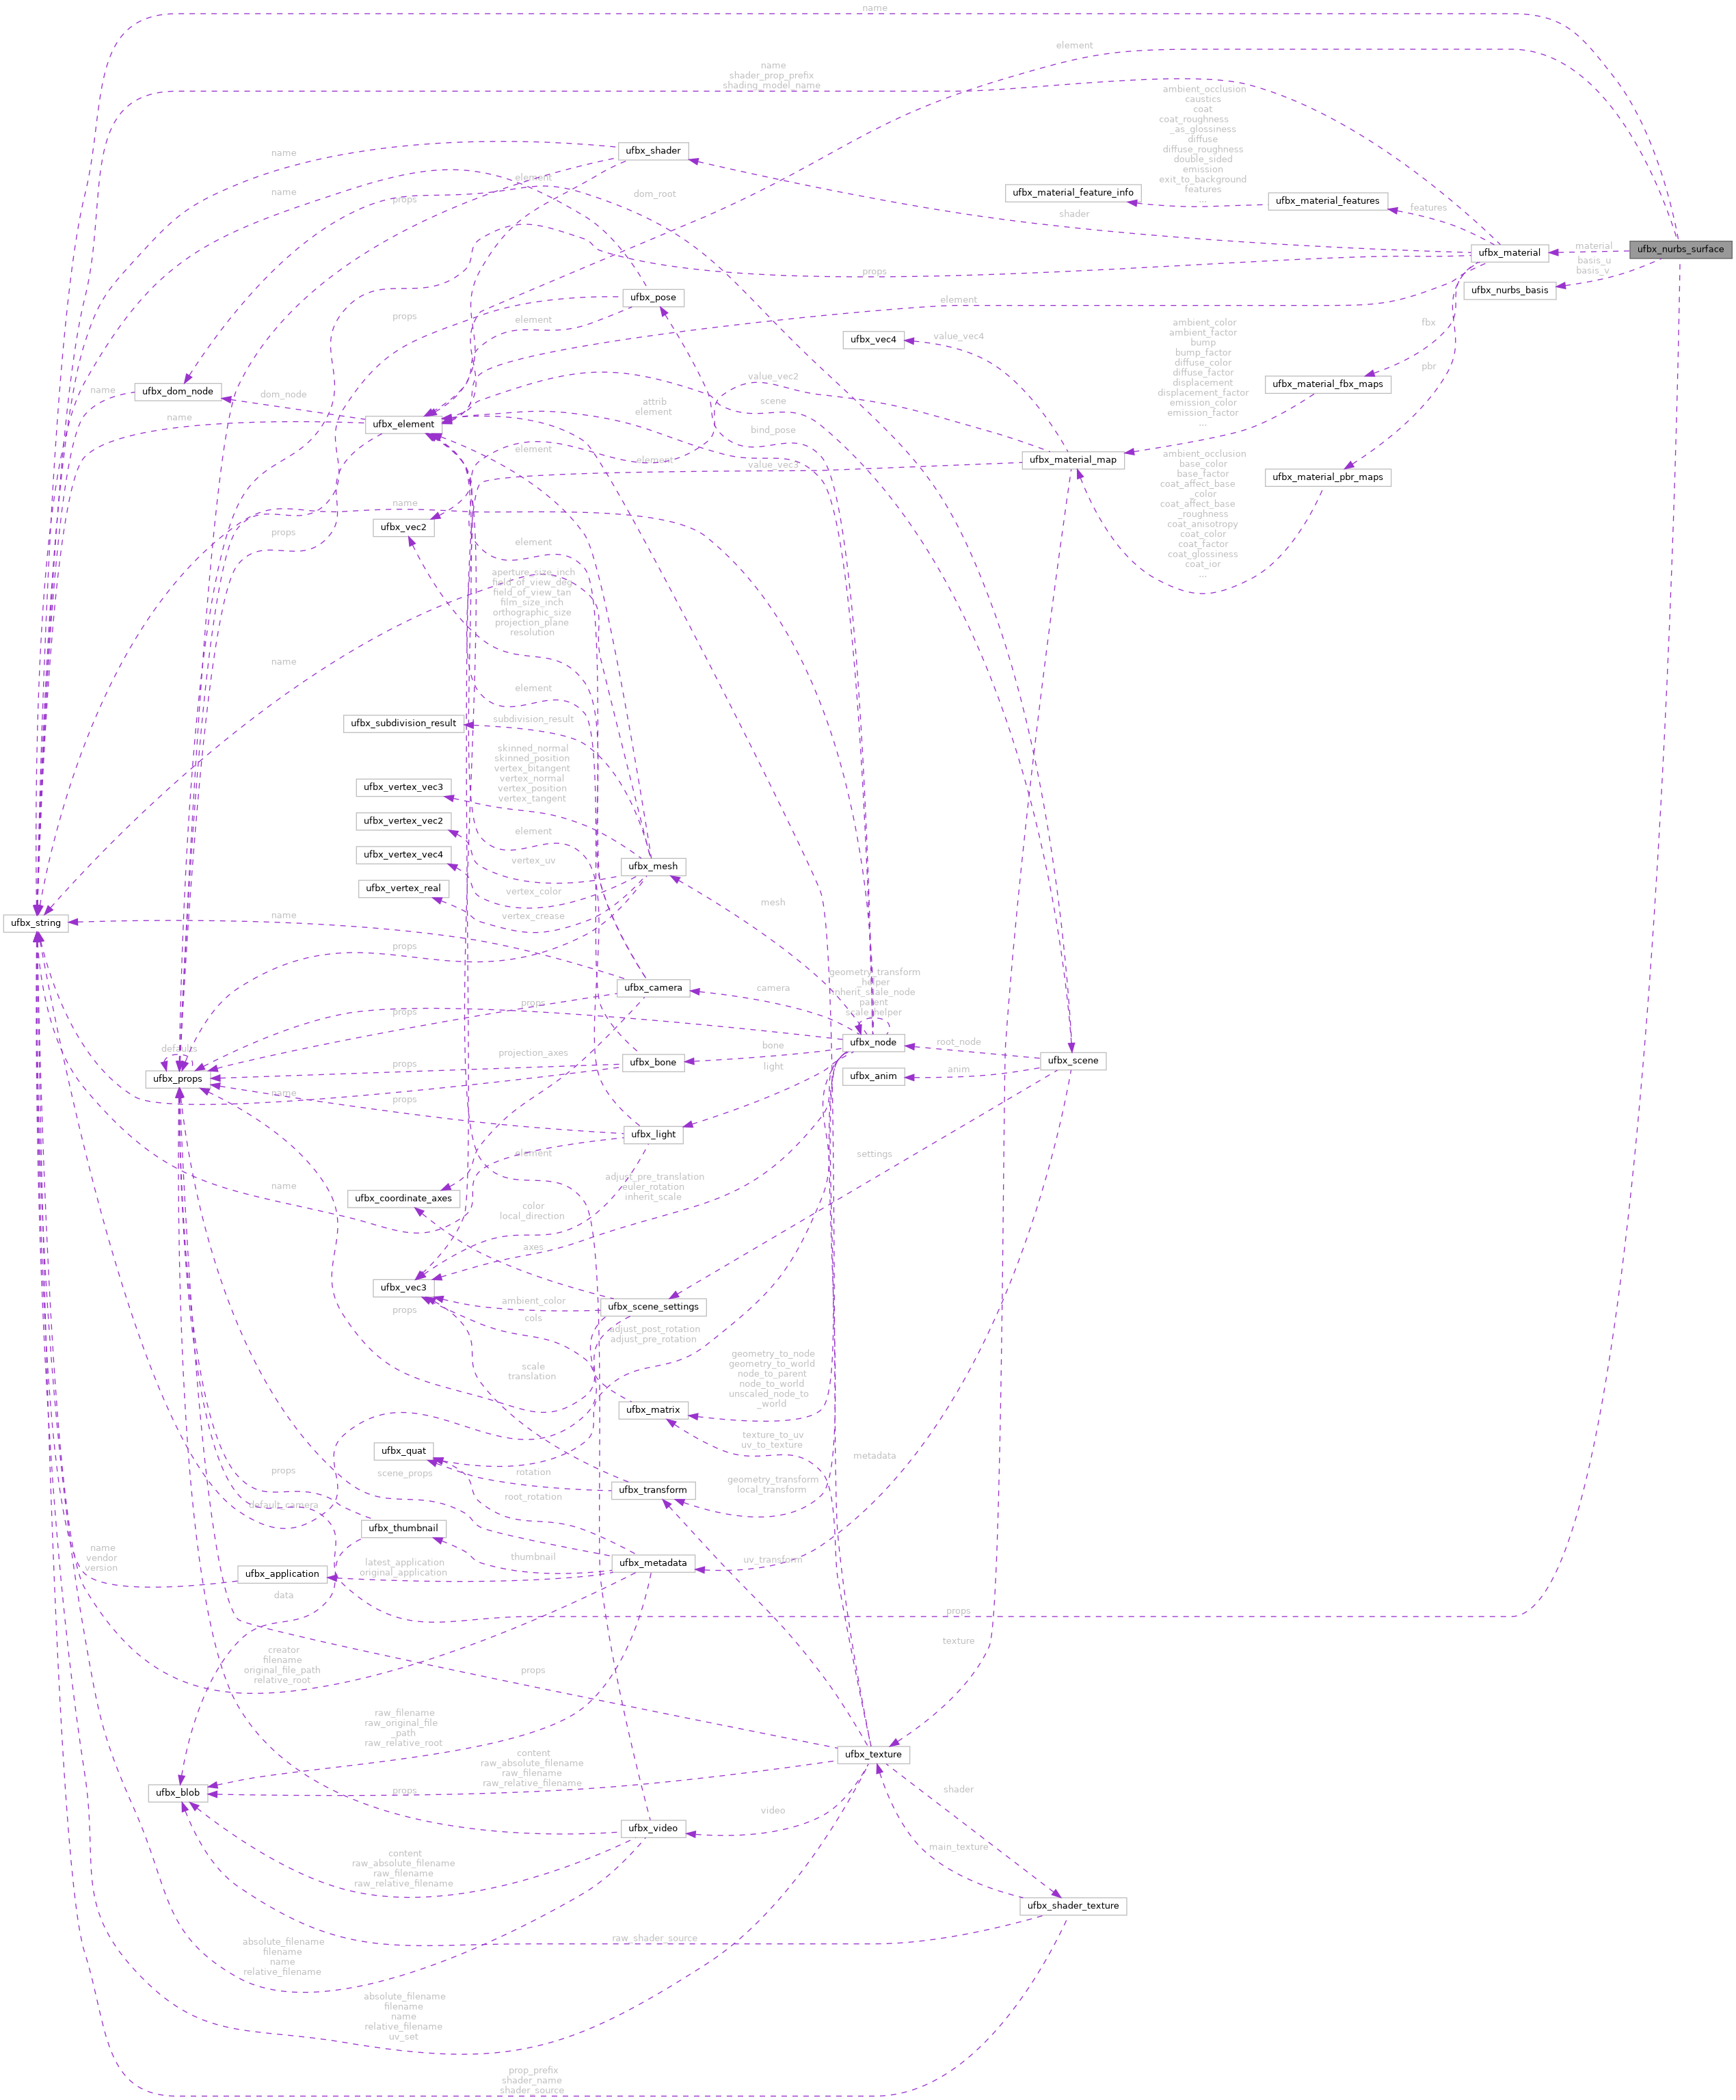 name
element
name
shader_prop_prefix
shading_model_name
ambient_occlusion
caustics
coat
coat_roughness
_as_glossiness
diffuse
diffuse_roughness
double_sided
emission
exit_to_background
features
...
ufbx_shader
name
element
name
props
dom_root
ufbx_material_feature_info
ufbx_material_features
features
shader
ufbx_nurbs_surface
material
ufbx_material
basis_u
basis_v
ufbx_nurbs_basis
props
ufbx_pose
element
element
props
fbx
ambient_color
ambient_factor
bump
bump_factor
diffuse_color
diffuse_factor
displacement
displacement_factor
emission_color
emission_factor
...
ufbx_vec4
value_vec4
pbr
ufbx_material_fbx_maps
value_vec2
ufbx_dom_node
name
dom_node
attrib
element
scene
name
ufbx_element
bind_pose
element
element
value_vec3
ufbx_material_map
ambient_occlusion
base_color
base_factor
coat_affect_base
_color
coat_affect_base
_roughness
coat_anisotropy
coat_color
coat_factor
coat_glossiness
coat_ior
...
ufbx_material_pbr_maps
name
ufbx_vec2
props
element
aperture_size_inch
field_of_view_deg
field_of_view_tan
film_size_inch
orthographic_size
projection_plane
resolution
name
element
ufbx_subdivision_result
subdivision_result
skinned_normal
skinned_position
vertex_bitangent
vertex_normal
vertex_position
vertex_tangent
ufbx_vertex_vec3
ufbx_vertex_vec2
element
ufbx_vertex_vec4
vertex_uv
ufbx_mesh
ufbx_vertex_real
vertex_color
mesh
ufbx_string
name
vertex_crease
props
geometry_transform
_helper
inherit_scale_node
parent
scale_helper
ufbx_camera
camera
props
props
ufbx_node
root_node
defaults
projection_axes
bone
ufbx_scene
ufbx_bone
props
light
anim
ufbx_anim
ufbx_props
name
props
ufbx_light
element
settings
name
adjust_pre_translation
euler_rotation
inherit_scale
ufbx_coordinate_axes
color
local_direction
axes
ufbx_vec3
ambient_color
ufbx_scene_settings
props
cols
adjust_post_rotation
adjust_pre_rotation
scale
translation
geometry_to_node
geometry_to_world
node_to_parent
node_to_world
unscaled_node_to
_world
ufbx_matrix
texture_to_uv
uv_to_texture
ufbx_quat
metadata
props
scene_props
rotation
geometry_transform
local_transform
ufbx_transform
root_rotation
default_camera
ufbx_thumbnail
name
vendor
version
latest_application
original_application
thumbnail
ufbx_metadata
uv_transform
ufbx_application
data
props
texture
creator
filename
original_file_path
relative_root
props
raw_filename
raw_original_file
_path
raw_relative_root
content
raw_absolute_filename
raw_filename
raw_relative_filename
ufbx_texture
ufbx_blob
props
shader
video
ufbx_video
main_texture
content
raw_absolute_filename
raw_filename
raw_relative_filename
ufbx_shader_texture
raw_shader_source
absolute_filename
filename
name
relative_filename
absolute_filename
filename
name
relative_filename
uv_set
prop_prefix
shader_name
shader_source